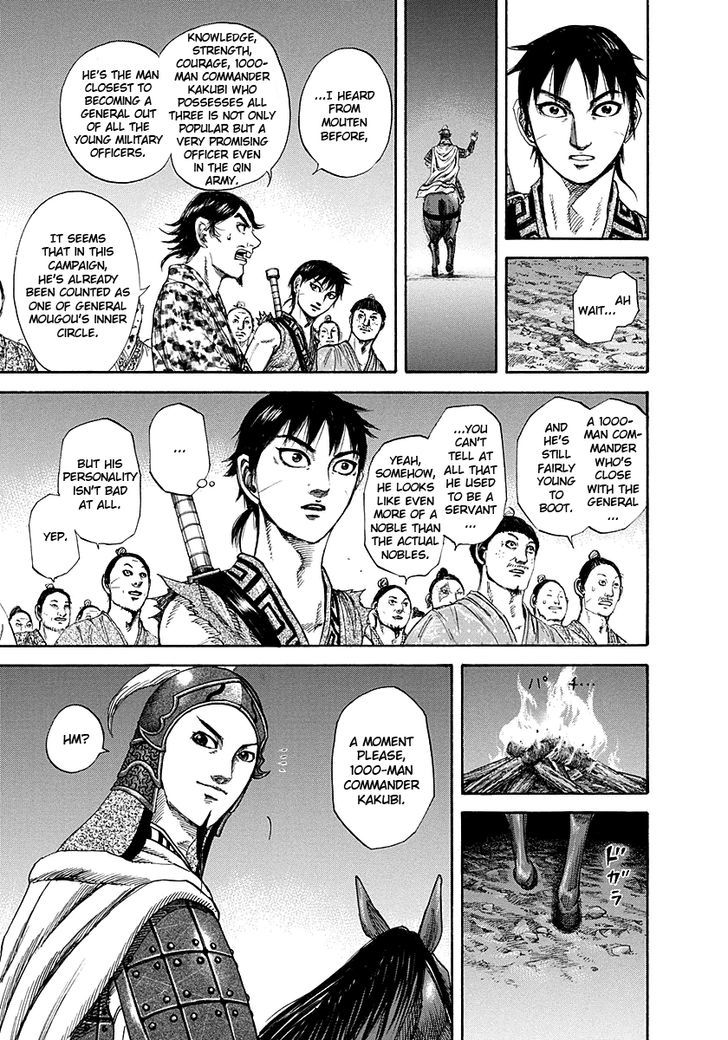 AH
WAIT...
...I HEARD
FROM
MOUTEN
BEFORE,
KNOWLEDGE,
STRENGTH,
COURAGE, 1000-
MAN COMMANDER
KAKUBI WHO
POSSESSES ALL
THREE IS NOT ONLY
POPULAR BUT A
VERY PROMISING
OFFICER EVEN
IN THE QIN
ARMY.
HE'S THE MAN
CLOSEST TO
BECOMING A
GENERAL OUT
OF ALL THE
YOUNG MILITARY
OFFICERS.
IT SEEMS
THAT IN THIS
CAMPAIGN,
HE'S ALREADY
BEEN COUNTED AS
ONE OF GENERAL
MOUGOU'S INNER
CIRCLE.
A 1000-
MAN COM-
MANDER
WHO'S
CLOSE WITH
THE GENERAL
...
AND
HE'S
STILL
FAIRLY
YOUNG
TO
BOOT.
...YOU
CAN'T
TELL AT
ALL THAT
HE USED
TO BE A
SERVANT
...
YEAH,
SOMEHOW,
HE LOOKS
LIKE EVEN
MORE OF A
NOBLE THAN
THE ACTUAL
NOBLES.
...
BUT HIS
PERSONALITY
ISN'T BAD
AT ALL.
YEP.
パチ…
ドガラ
A MOMENT
PLEASE,
1000-MAN
COMMANDER
KAKUBI.
HM?